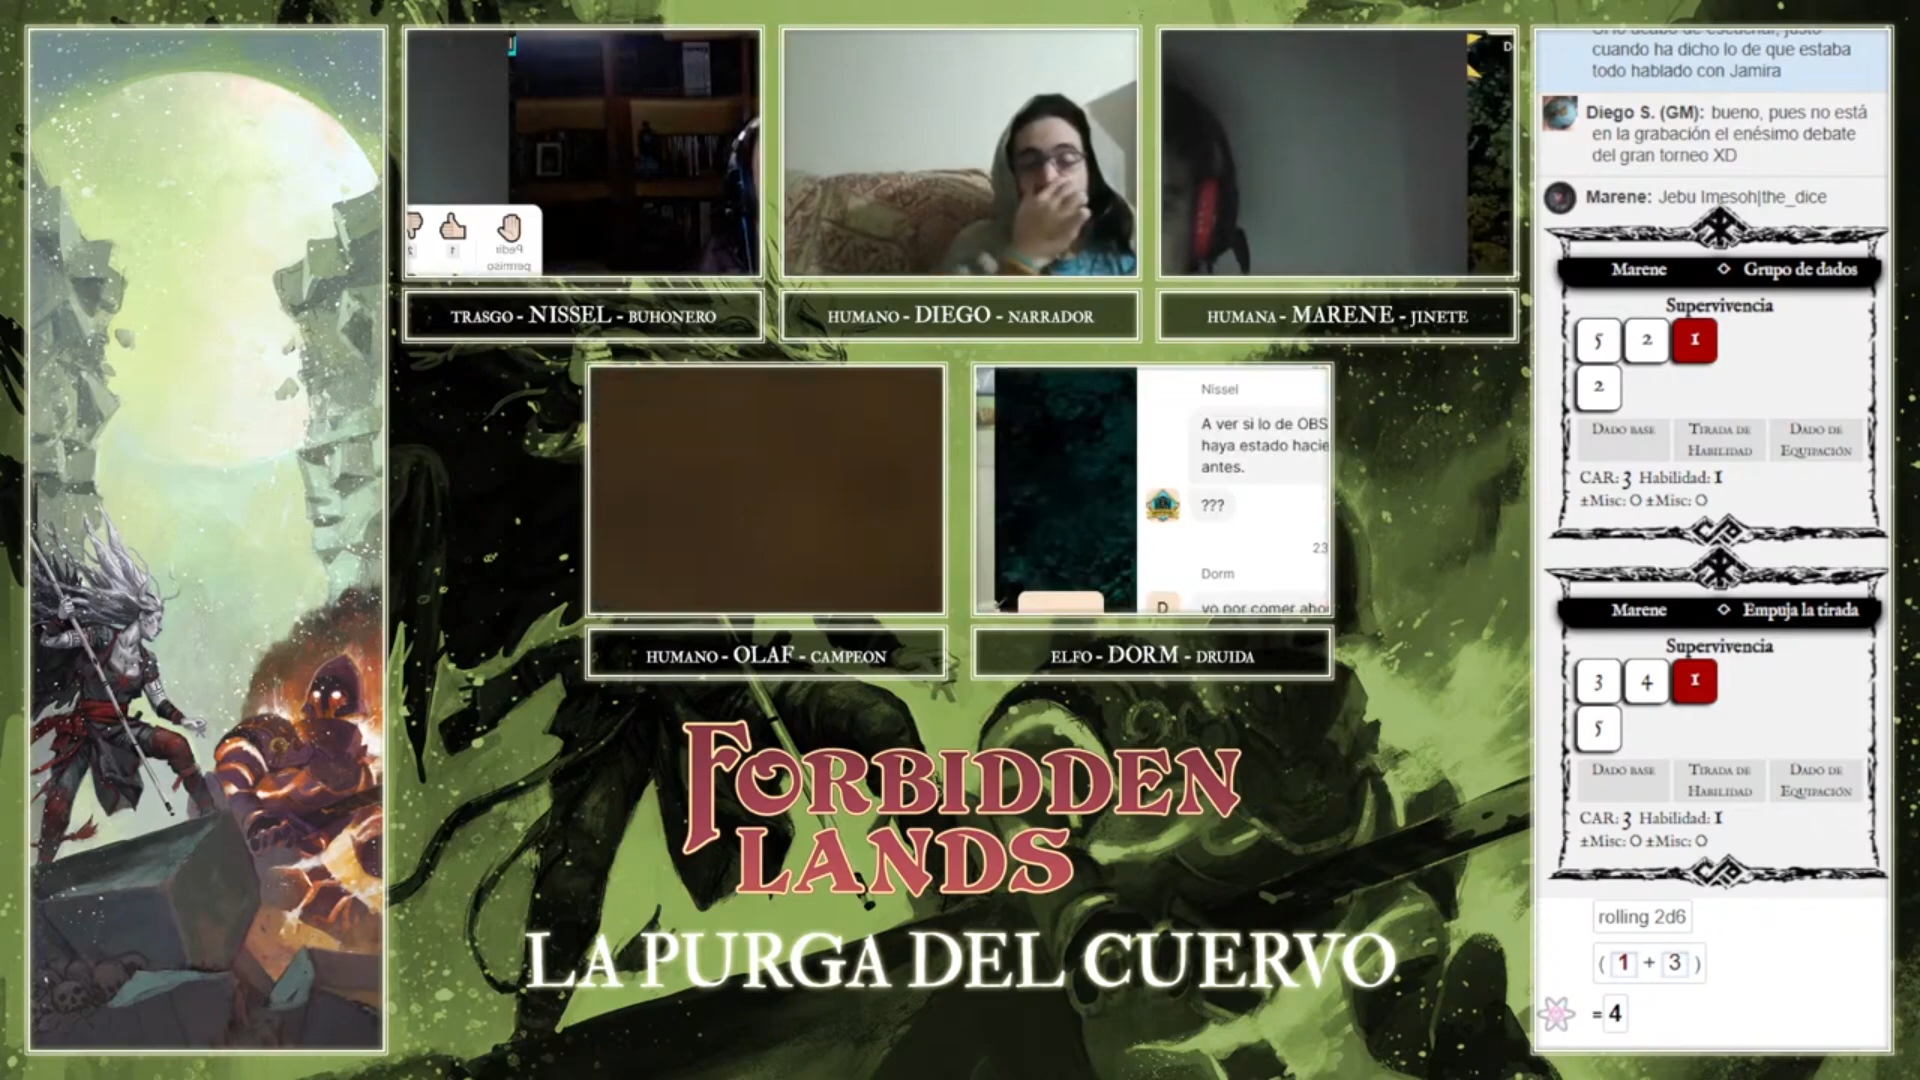 Pedir
permiso
TRASGO - NISSEL - BUHONERO
HUMANO - DIEGO - NARRADOR
HUMANA - MARENE - JINETE
Nissel
A ver si lo de OBS
haya estado hacie
antes.
???
23
Dorm
D
yo por comer aho
HUMANO - OLAF - CAMPEON
ELFO - DORM - DRUIDA
FORBIDDEN
LANDS
LA PURGA DEL CUERVO
cuando ha dicho lo de que estaba
todo hablado con Jamira
Diego S. (GM): bueno, pues no está
en la grabación el enésimo debate
del gran torneo XD
Marene: Jebu Imesoh|the_dice
Marene ◇ Grupo de dados
Supervivencia
5 2 1
2
DADO BASE TIRADA DE HABILIDAD DADO DE EQUIPACIÓN
CAR: 3 Habilidad: 1
±Misc: 0 ±Misc: 0
Marene ◇ Empuja la tirada
Supervivencia
3 4 1
5
DADO BASE TIRADA DE HABILIDAD DADO DE EQUIPACIÓN
CAR: 3 Habilidad: 1
±Misc: 0 ±Misc: 0
rolling 2d6
( 1 + 3 )
= 4